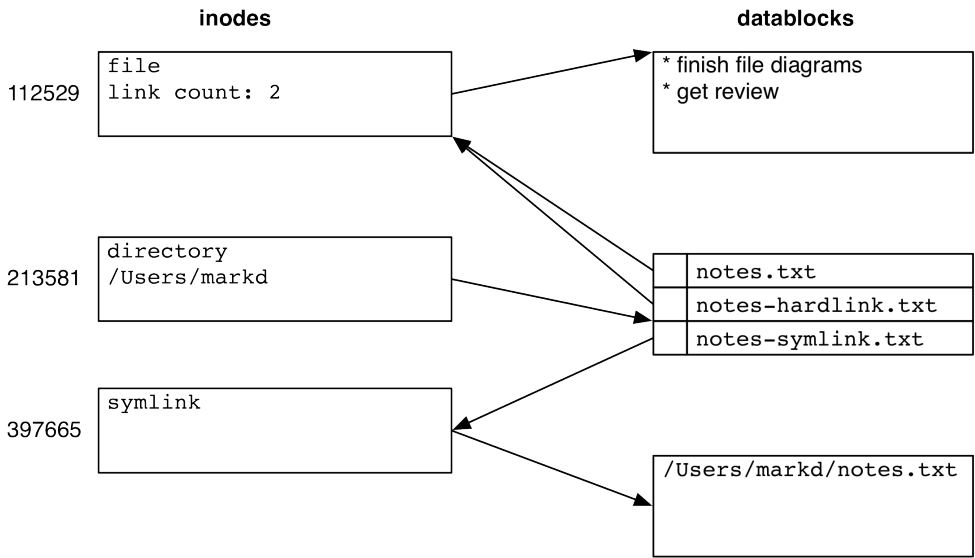 inodes
datablocks
112529
file
link count: 2
* finish file diagrams
* get review
213581
directory
/Users/markd
notes.txt
notes-hardlink.txt
notes-symlink.txt
397665
symlink
/Users/markd/notes.txt